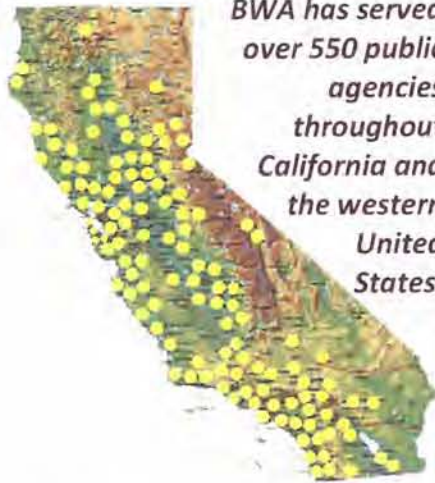 BWA has served
over 550 public
agencies
throughout
California and
the western
United
States